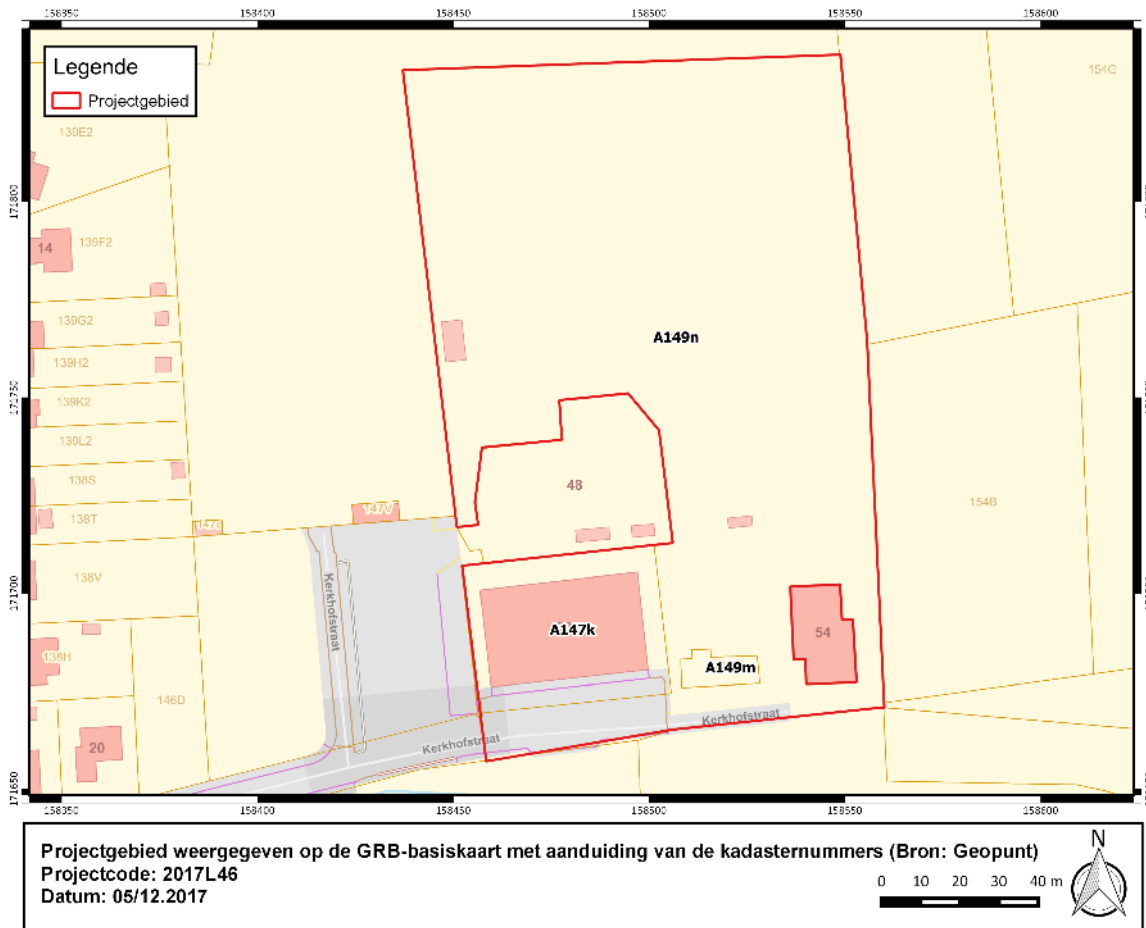 158350 158400 158450 158500 158550 158600
Legende
Projectgebied
154G
139E2
171800
14
139F2
139G2
A149n
139H2
171750
139K2
139L2
48
138S
154B
147V
138T
147T
138V
171700
Kerkhofstraat
A147k
54
138H
A149m
146D
Kerkhofstraat
20
Kerkhofstraat
171650
158350 158400 158450 158500 158550 158600
Projectgebied weergegeven op de GRB-basiskaart met aanduiding van de kadasternummers (Bron: Geopunt)
Projectcode: 2017L46
Datum: 05/12.2017
N
0 10 20 30 40 m